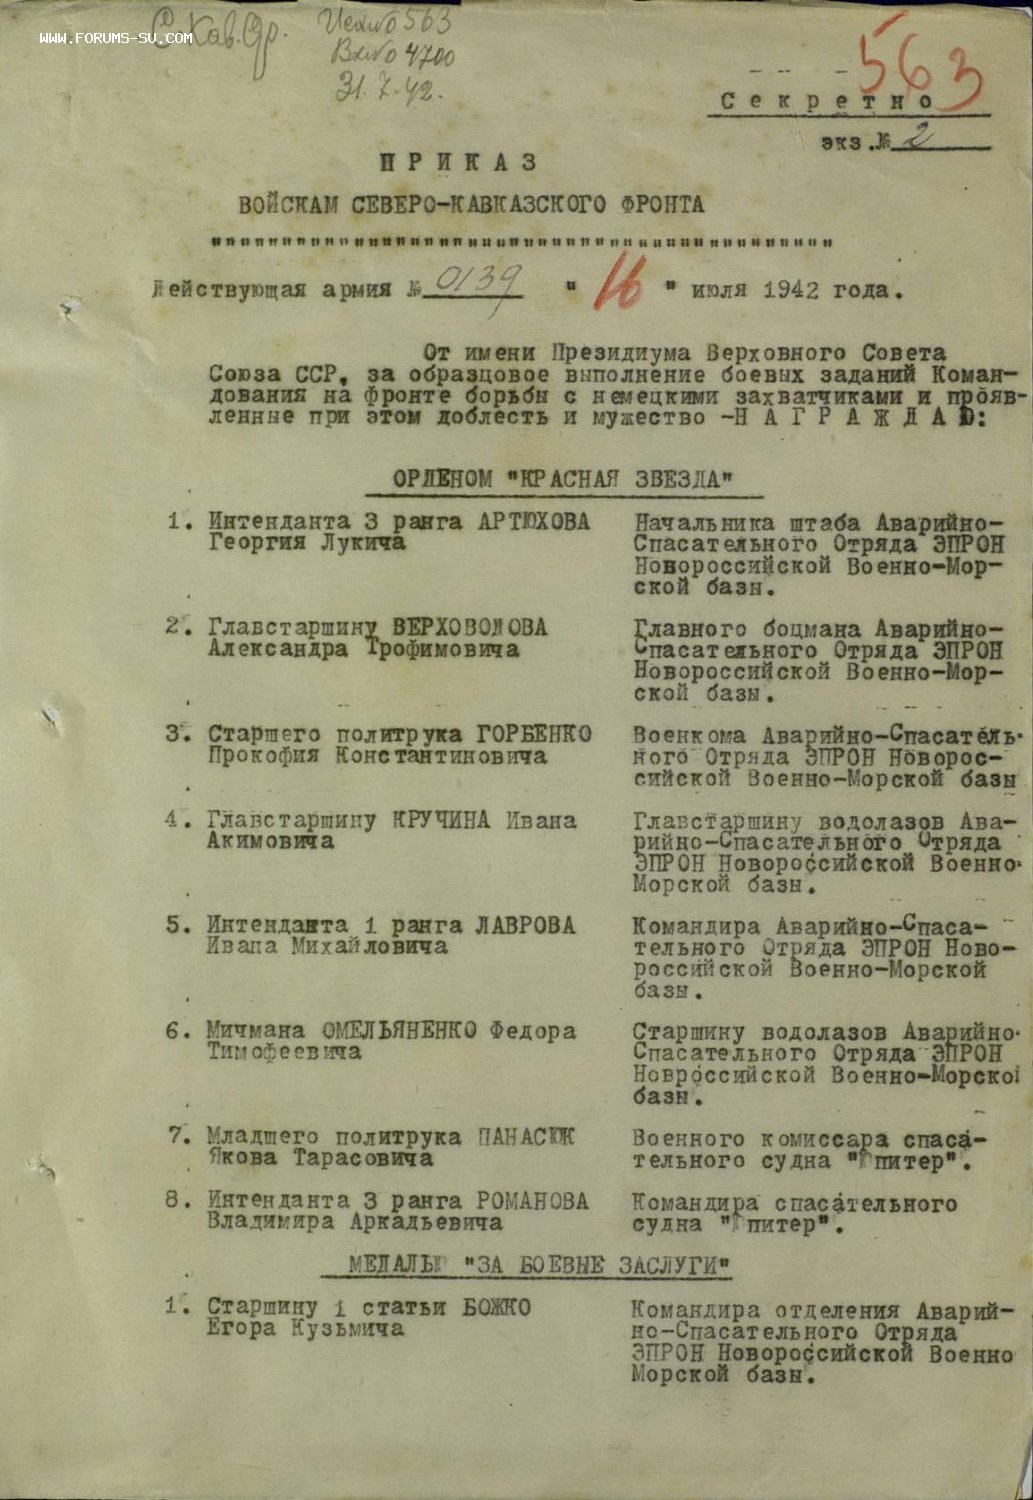 WWW.FORUMS-SU.COM
С Кав. Фр.
Исх№ 563
Вх№ 4700
31.7.42.
563
Секретно
экз.№ 2
ПРИКАЗ
ВОЙСКАМ СЕВЕРО-КАВКАЗСКОГО ФРОНТА
Действующая армия № 0139 "16" июля 1942 года.
От имени Президиума Верховного Совета
Союза ССР, за образцовое выполнение боевых заданий Коман-
дования на фронте борьбы с немецкими захватчиками и прояв-
ленные при этом доблесть и мужество -Н А Г Р А Ж Д А Ю:
ОРДЕНОМ "КРАСНАЯ ЗВЕЗДА"
1. Интенданта 3 ранга АРТЮХОВА
Георгия Лукича
Начальника штаба Аварийно-
Спасательного Отряда ЭПРОН
Новороссийской Военно-Мор-
ской базы.
2. Главстаршину ВЕРХОВОДОВА
Александра Трофимовича
Главного боцмана Аварийно-
Спасательного Отряда ЭПРОН
Новороссийской Военно-Мор-
ской базы.
3. Старшего политрука ГОРБЕНКО
Прокофия Константиновича
Военкома Аварийно-Спасатель-
ного Отряда ЭПРОН Новорос-
сийской Военно-Морской базы
4. Главстаршину КРУЧИНА Ивана
Акимовича
Главстаршину водолазов Ава-
рийно-Спасательного Отряда
ЭПРОН Новороссийской Военно-
Морской базы.
5. Интенданта 1 ранга ЛАВРОВА
Ивана Михайловича
Командира Аварийно-Спаса-
тельного Отряда ЭПРОН Ново-
российской Военно-Морской
базы.
6. Мичмана ОМЕЛЬЯНЕНКО Федора
Тимофеевича
Старшину водолазов Аварийно-
Спасательного Отряда ЭПРОН
Новроссийской Военно-Морской
базы.
7. Младшего политрука ПАНАСЮК
Якова Тарасовича
Военного комиссара спаса-
тельного судна "Юпитер".
8. Интенданта 3 ранга РОМАНОВА
Владимира Аркадьевича
Командира спасательного
судна "Юпитер".
МЕДАЛЬЮ "ЗА БОЕВЫЕ ЗАСЛУГИ"
1. Старшину 1 статьи БОЖКО
Егора Кузьмича
Командира отделения Аварий-
но-Спасательного Отряда
ЭПРОН Новороссийской Военно
Морской базы.